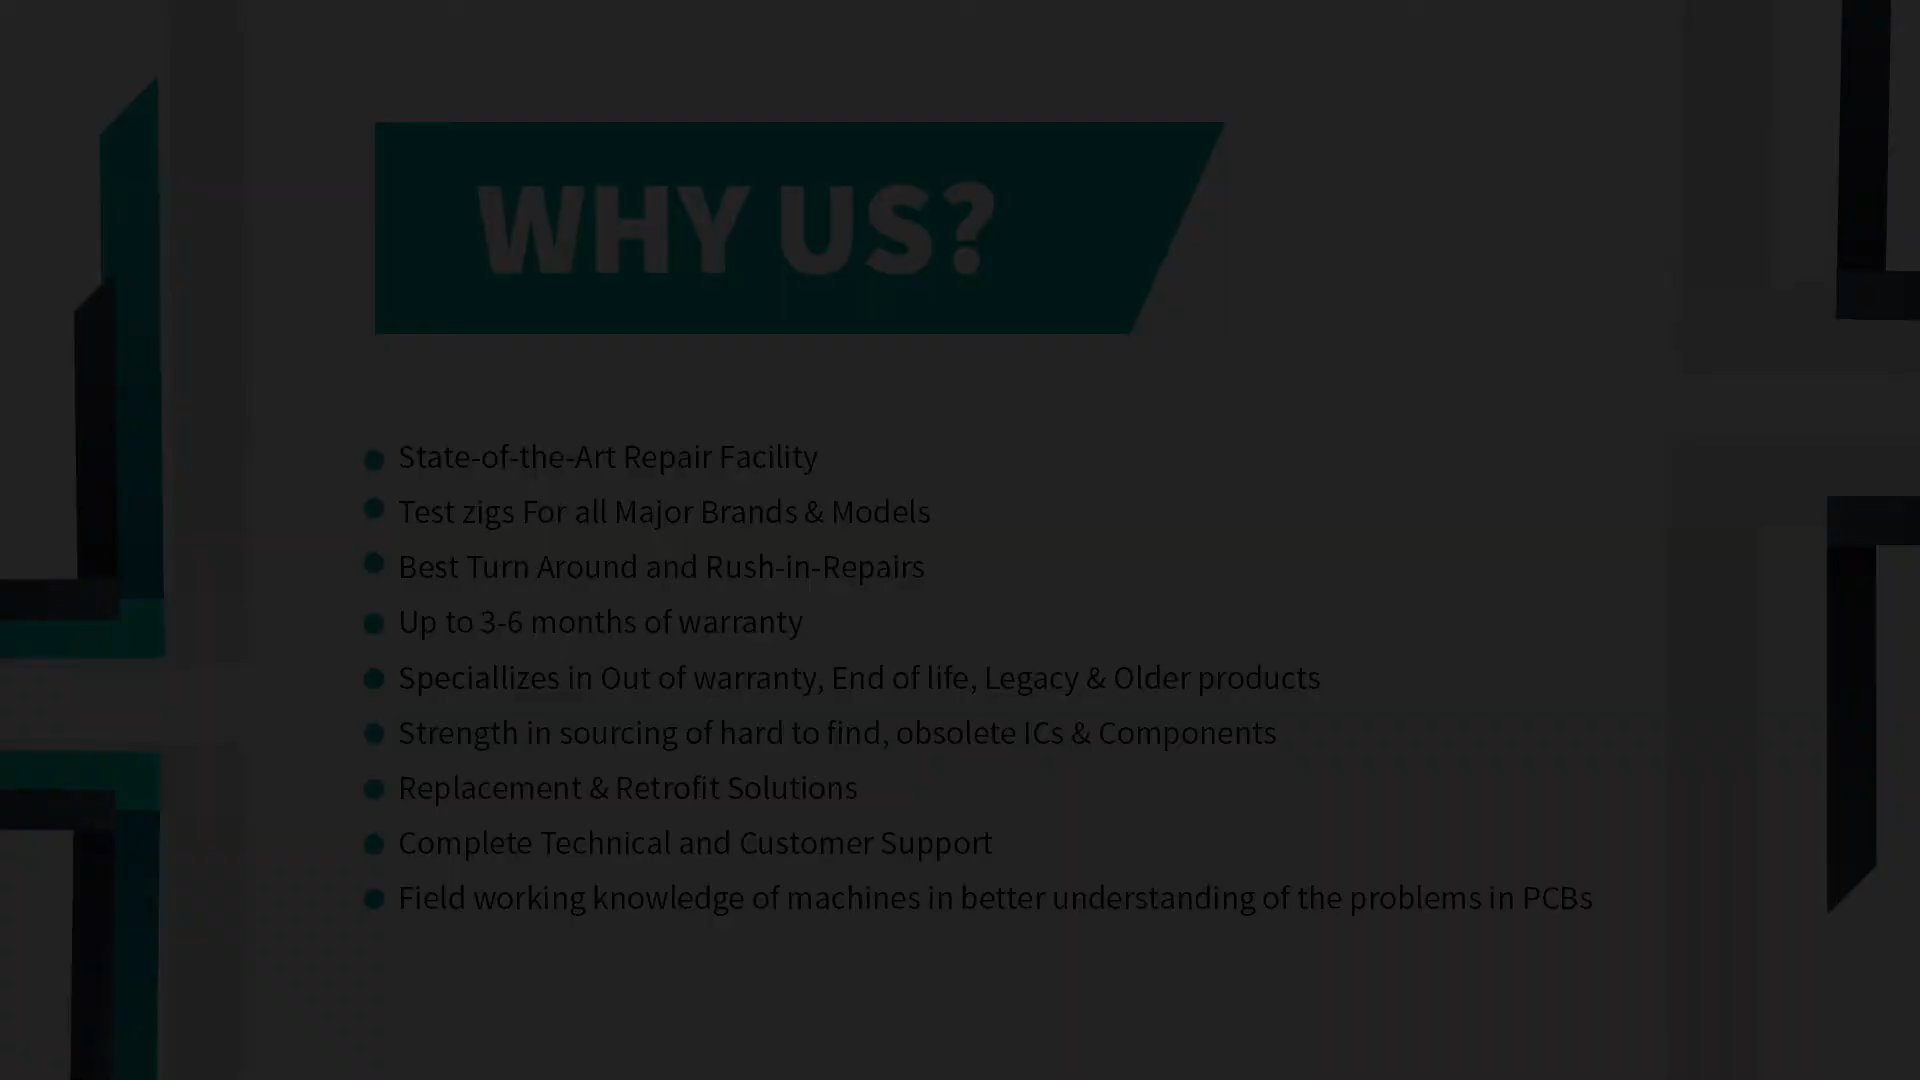 WHY US?
State-of-the-Art Repair Facility
Test zigs For all Major Brands & Models
Best Turn Around and Rush-in-Repairs
Up to 3-6 months of warranty
Speciallizes in Out of warranty, End of life, Legacy & Older products
Strength in sourcing of hard to find, obsolete ICs & Components
Replacement & Retrofit Solutions
Complete Technical and Customer Support
Field working knowledge of machines in better understanding of the problems in PCBs